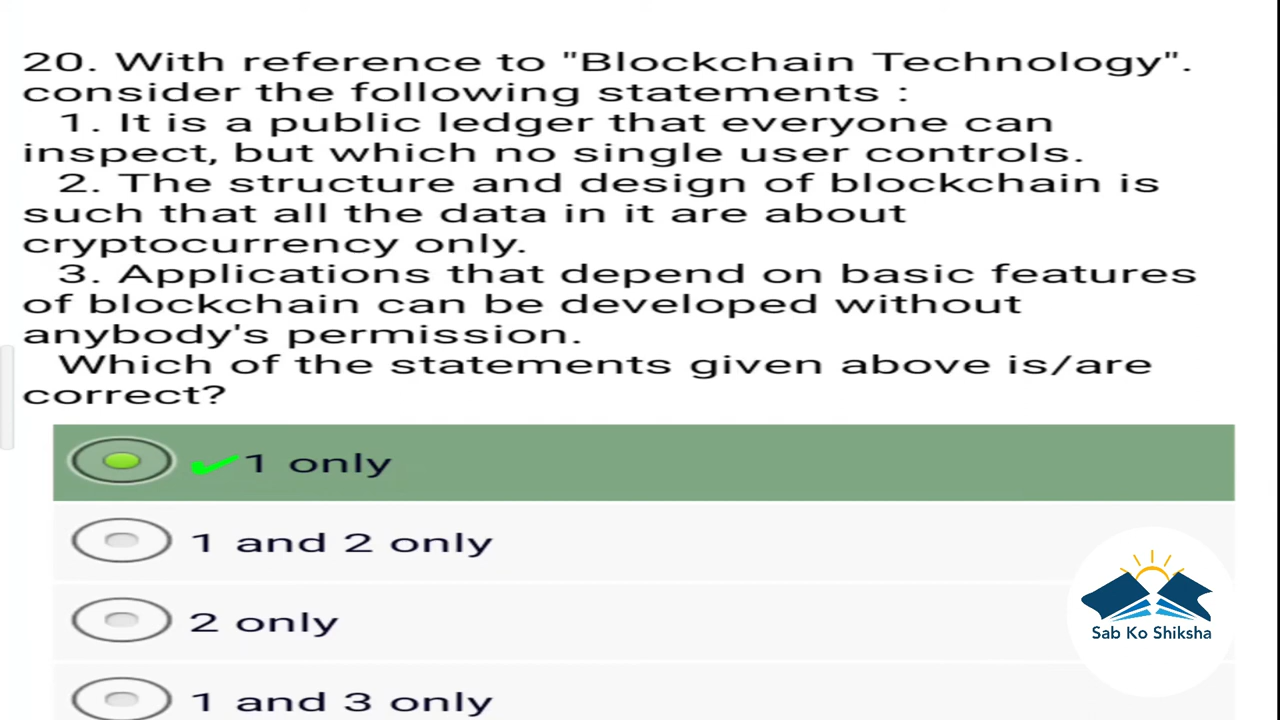 20. With reference to "Blockchain Technology".
consider the following statements :
1. It is a public ledger that everyone can
inspect, but which no single user controls.
2. The structure and design of blockchain is
such that all the data in it are about
cryptocurrency only.
3. Applications that depend on basic features
of blockchain can be developed without
anybody's permission.
Which of the statements given above is/are
correct?
1 only
1 and 2 only
2 only
1 and 3 only
Sab Ko Shiksha